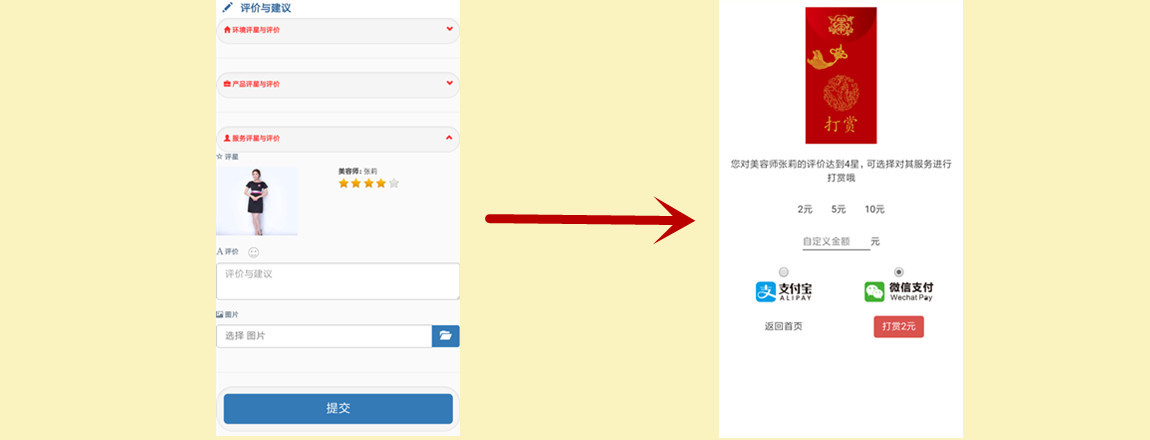 评价与建议
环境评星与评价
产品评星与评价
服务评星与评价
评星
美容师：张莉
A 评价
评价与建议
图片
选择 图片
提交
打赏
您对美容师张莉的评价达到4星，可选择对其服务进行
打赏哦
2元 5元 10元
自定义金额 元
支付宝
ALIPAY
微信支付
Wechat Pay
返回首页
打赏2元